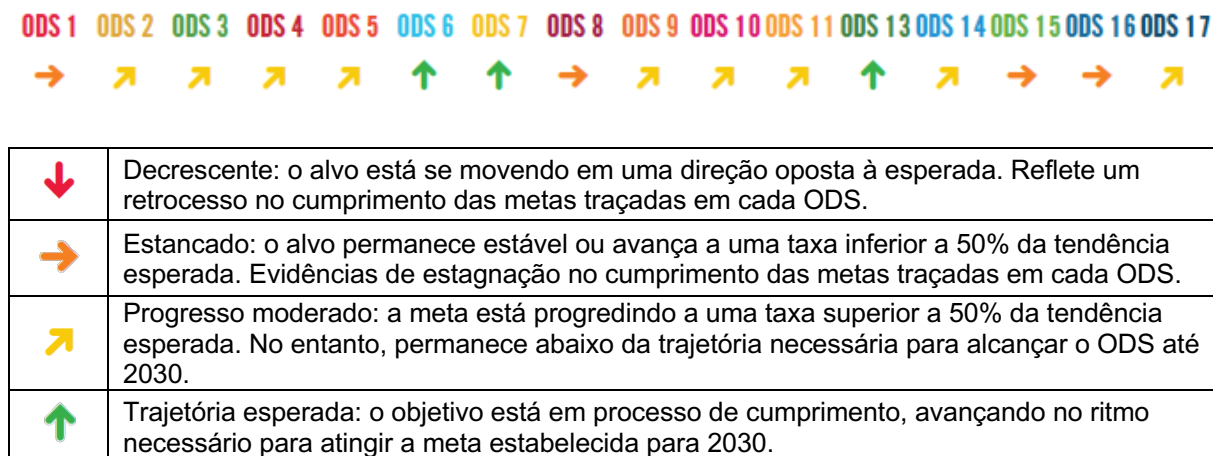 ODS 1 ODS 2 ODS 3 ODS 4 ODS 5 ODS 6 ODS 7 ODS 8 ODS 9 ODS 10 ODS 11 ODS 13 ODS 14 ODS 15 ODS 16 ODS 17
Decrescente: o alvo está se movendo em uma direção oposta à esperada. Reflete um
retrocesso no cumprimento das metas traçadas em cada ODS.
Estancado: o alvo permanece estável ou avança a uma taxa inferior a 50% da tendência
esperada. Evidências de estagnação no cumprimento das metas traçadas em cada ODS.
Progresso moderado: a meta está progredindo a uma taxa superior a 50% da tendência
esperada. No entanto, permanece abaixo da trajetória necessária para alcançar o ODS até
2030.
Trajetória esperada: o objetivo está em processo de cumprimento, avançando no ritmo
necessário para atingir a meta estabelecida para 2030.